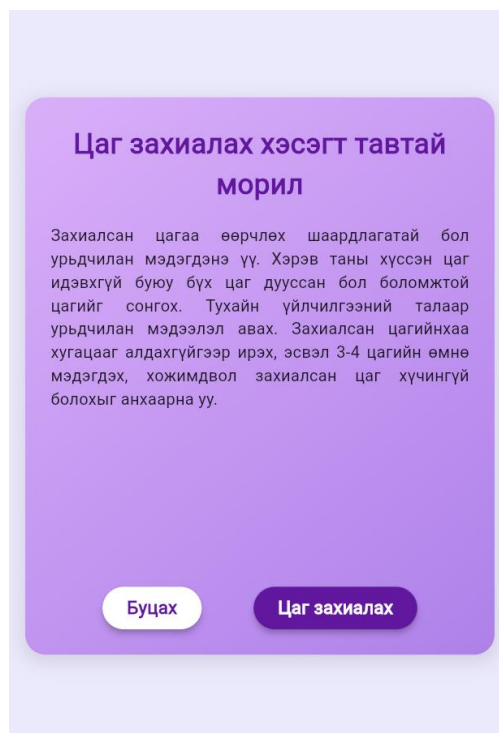 Цаг захиалах хэсэгт тавтай
морил
Захиалсан цагаа өөрчлөх шаардлагатай бол
урьдчилан мэдэгдэнэ үү. Хэрэв таны хүссэн цаг
идэвхгүй буюу бүх цаг дууссан бол боломжтой
цагийг сонгох. Тухайн үйлчилгээний талаар
урьдчилан мэдээлэл авах. Захиалсан цагийнхаа
хугацааг алдахгүйгээр ирэх, эсвэл 3-4 цагийн өмнө
мэдэгдэх, хожимдвол захиалсан цаг хүчингүй
болохыг анхаарна уу.
Буцах
Цаг захиалах